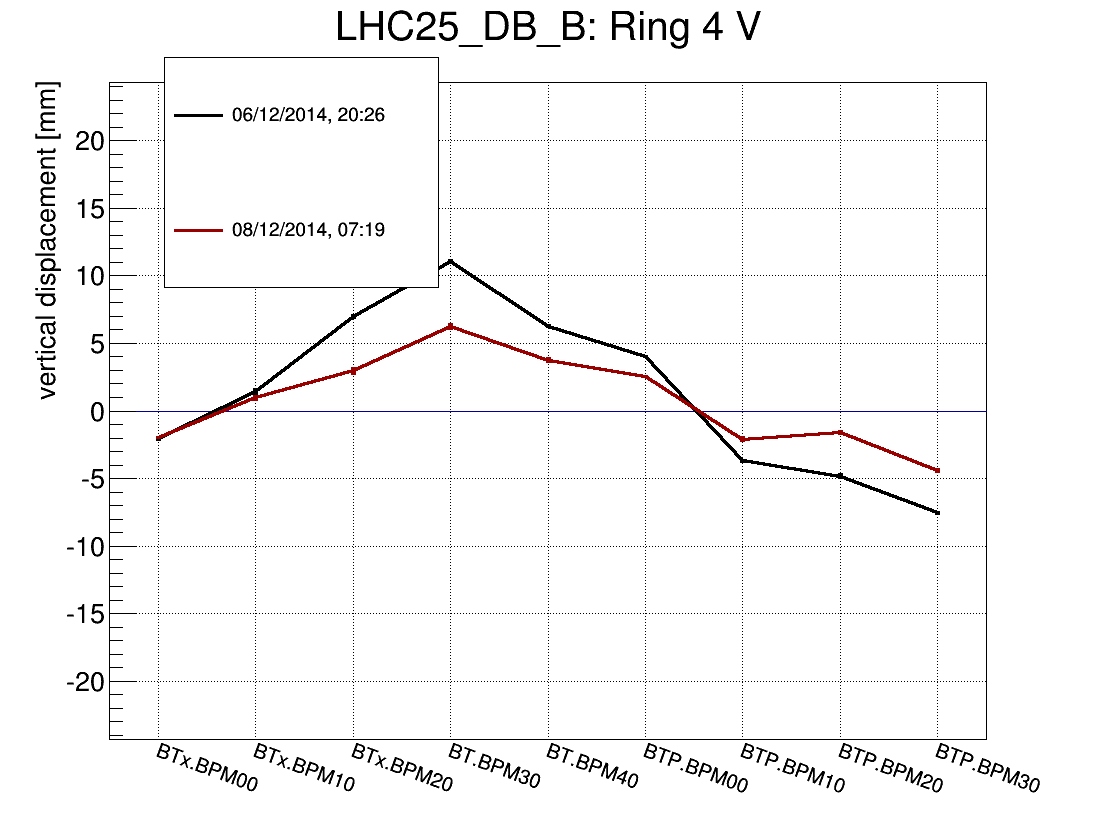 LHC25_DB_B: Ring 4 V
vertical displacement [mm]
06/12/2014, 20:26
08/12/2014, 07:19
20
15
10
5
0
-5
-10
-15
-20
BTx.BPM00
BTx.BPM10
BTx.BPM20
BT.BPM30
BT.BPM40
BTP.BPM00
BTP.BPM10
BTP.BPM20
BTP.BPM30